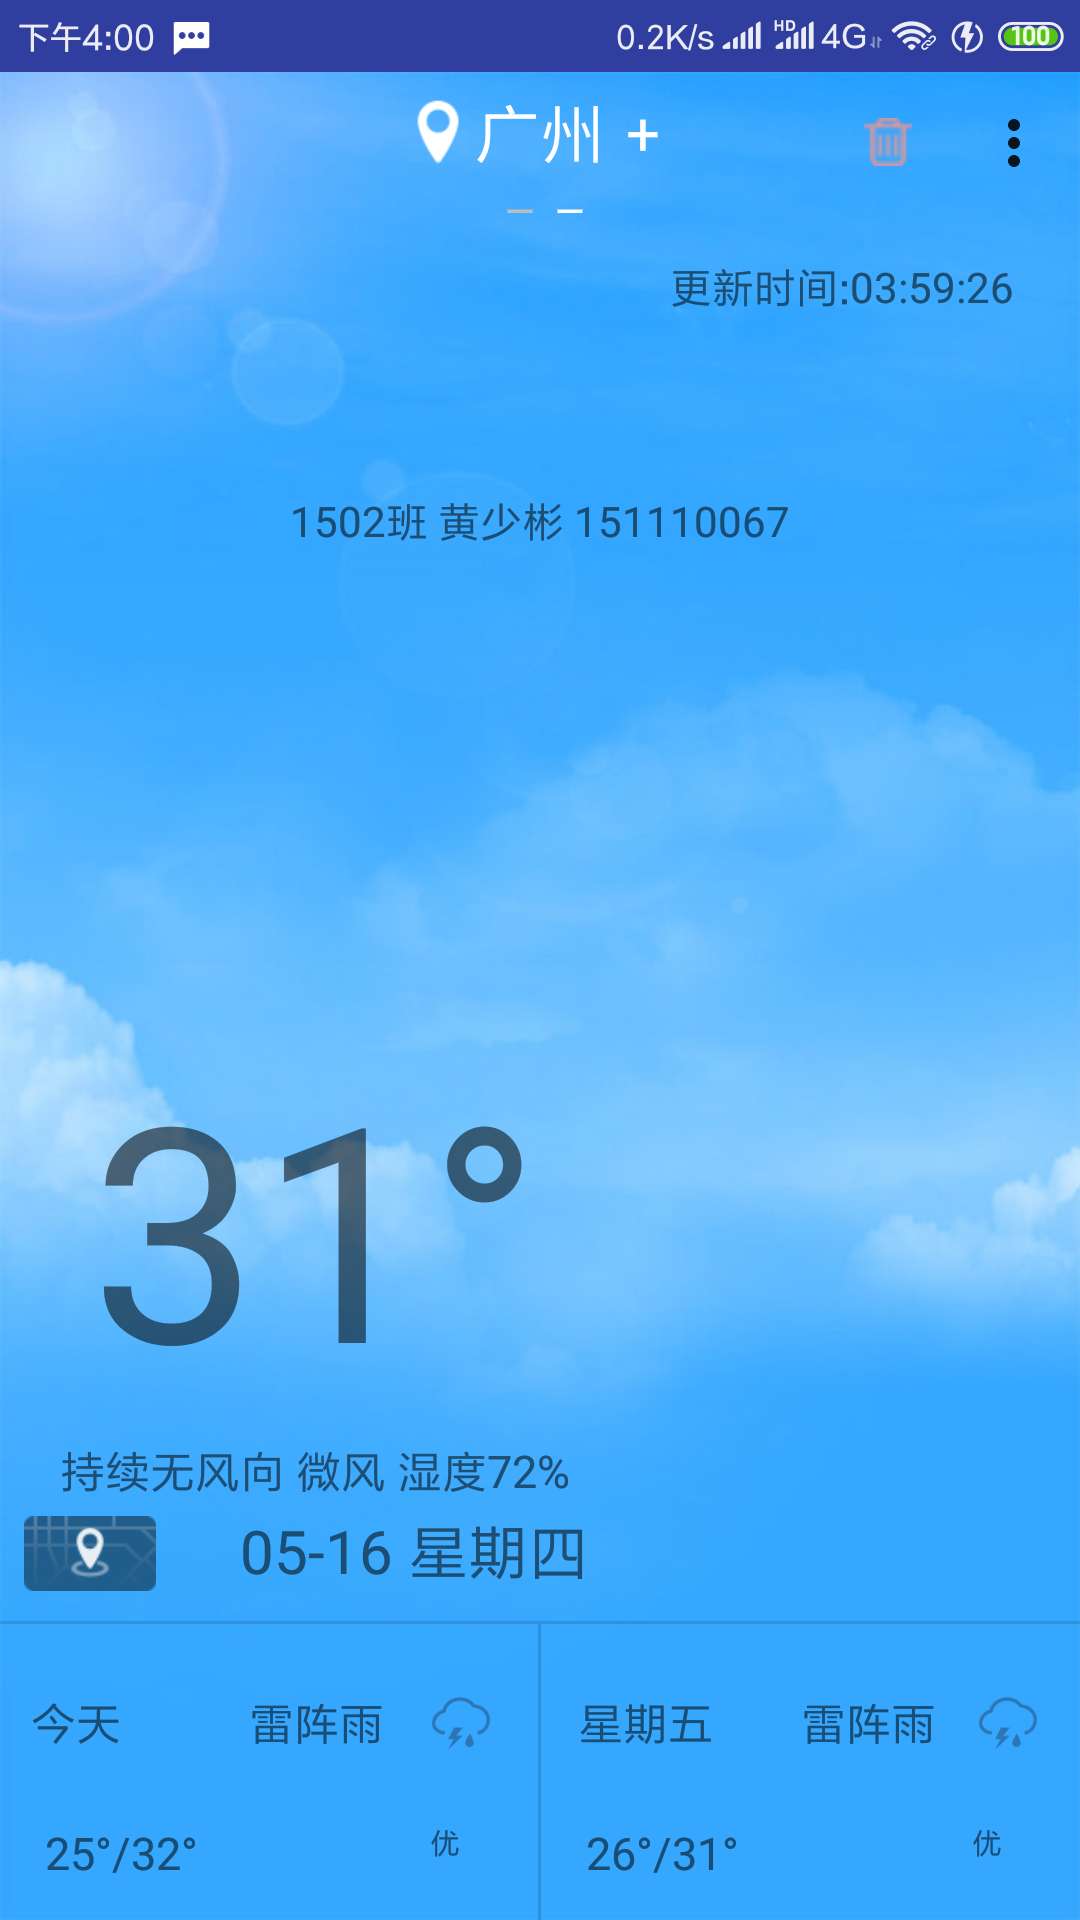 下午4:00 0.2K/s HD 4G 100
广州 +
更新时间:03:59:26
1502班 黄少彬 151110067
31°
持续无风向 微风 湿度72%
05-16 星期四
今天 雷阵雨 星期五 雷阵雨
25°/32° 优 26°/31° 优